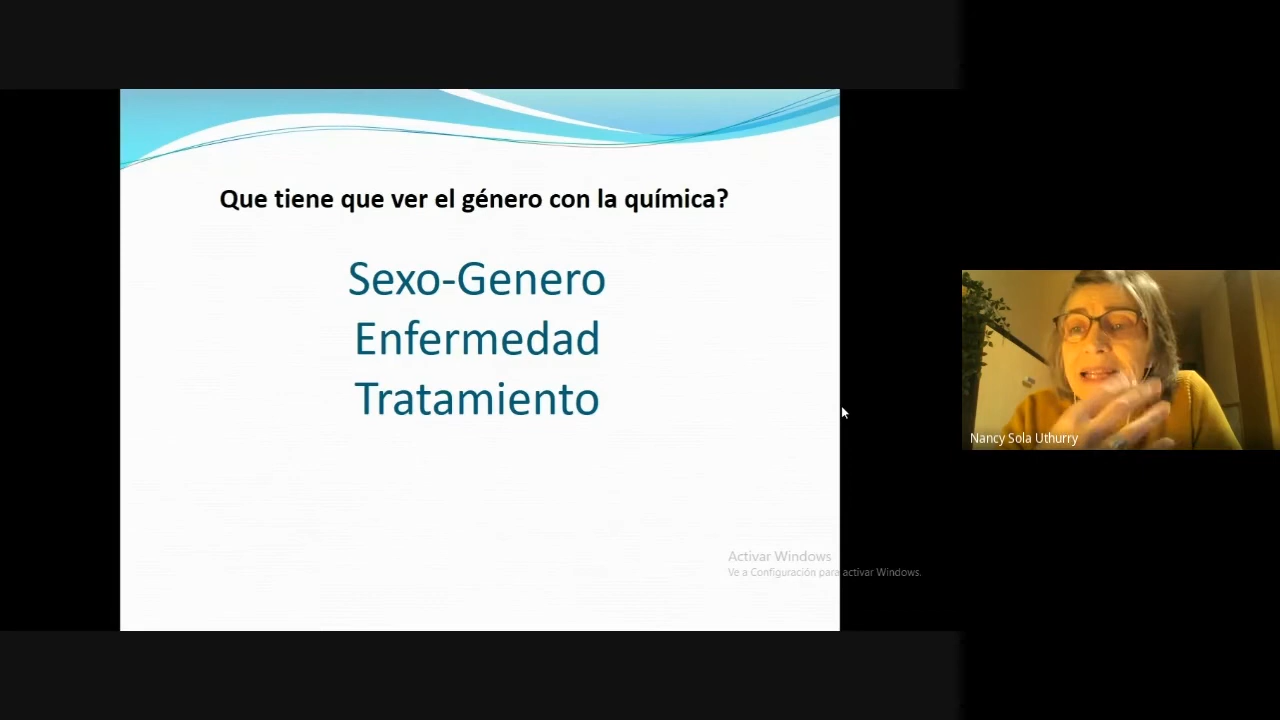 Que tiene que ver el género con la química?
Sexo-Genero
Enfermedad
Tratamiento
Nancy Sola Uthurry
Activar Windows
Ve a Configuración para activar Windows.